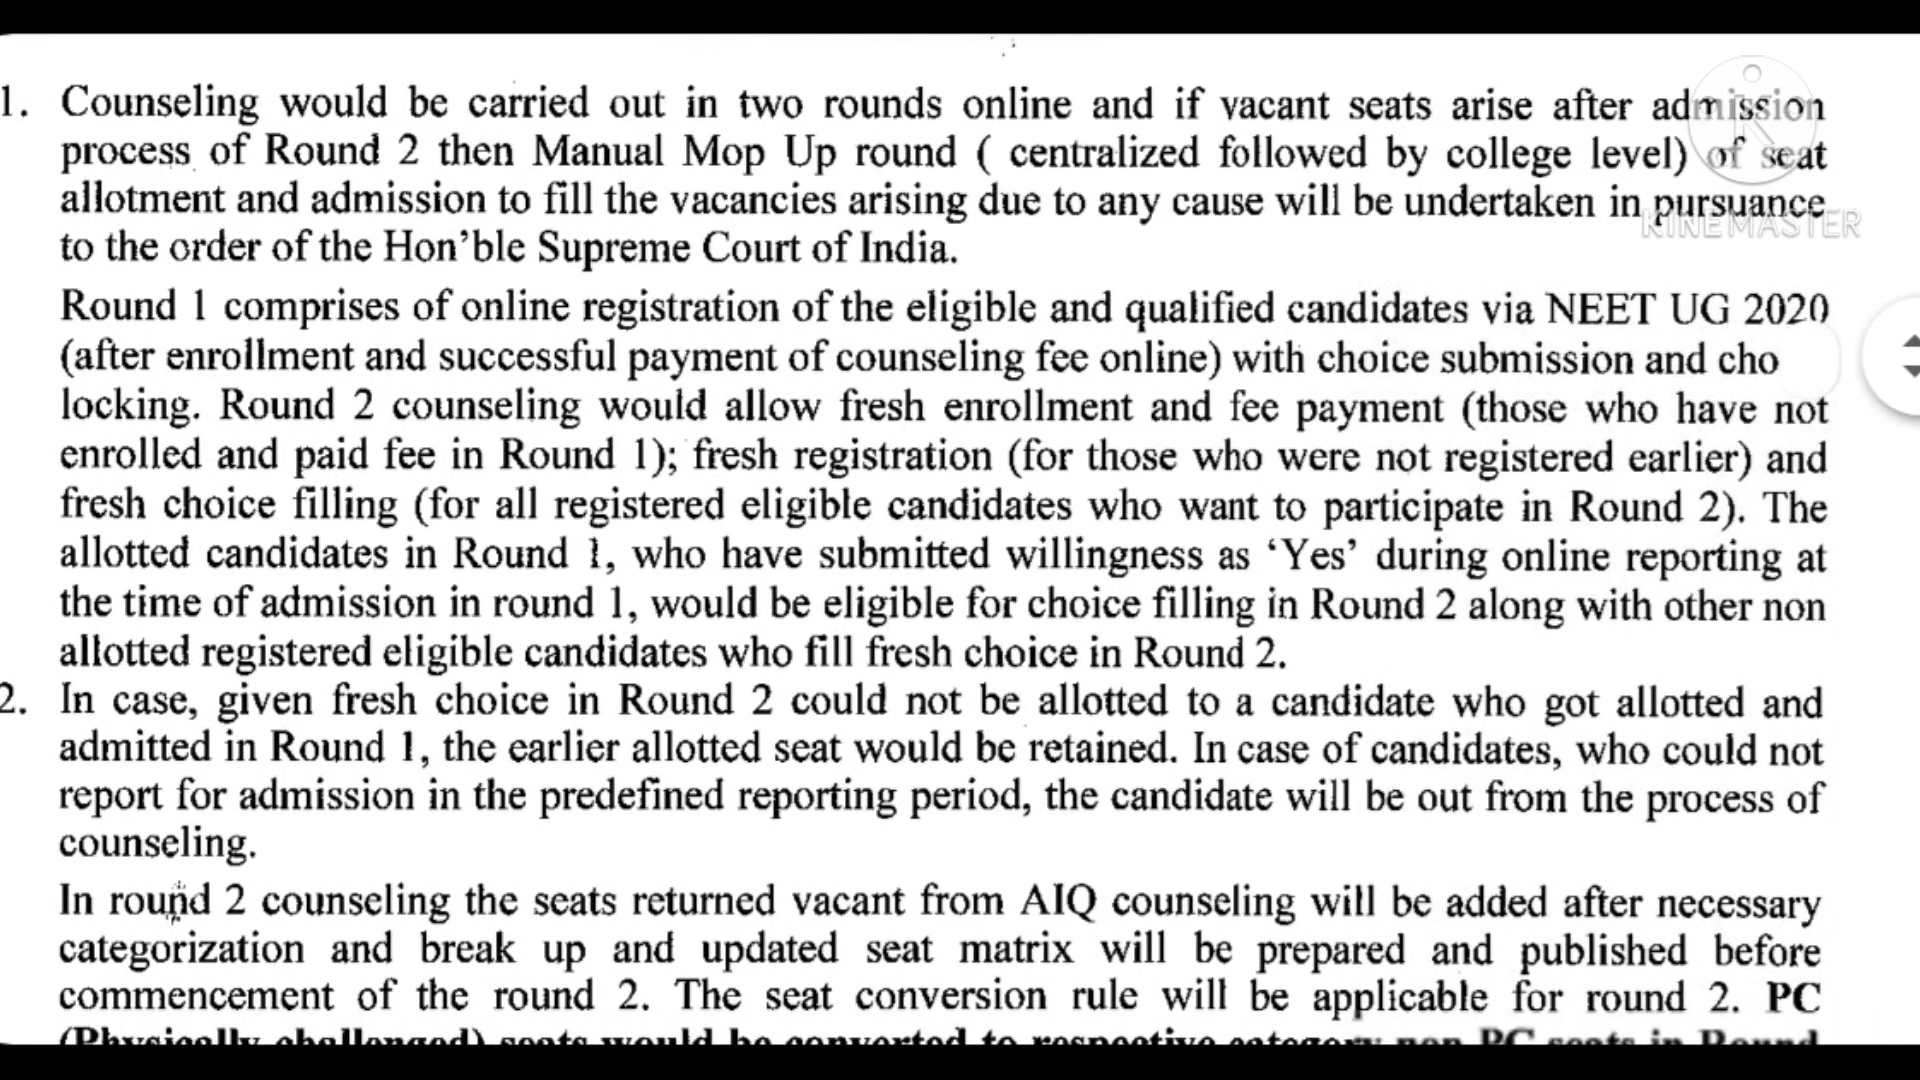 1. Counseling would be carried out in two rounds online and if vacant seats arise after admission
process of Round 2 then Manual Mop Up round ( centralized followed by college level) of seat
allotment and admission to fill the vacancies arising due to any cause will be undertaken in pursuance
to the order of the Hon'ble Supreme Court of India.
KINEMASTER
Round 1 comprises of online registration of the eligible and qualified candidates via NEET UG 2020
(after enrollment and successful payment of counseling fee online) with choice submission and cho
locking. Round 2 counseling would allow fresh enrollment and fee payment (those who have not
enrolled and paid fee in Round 1); fresh registration (for those who were not registered earlier) and
fresh choice filling (for all registered eligible candidates who want to participate in Round 2). The
allotted candidates in Round 1, who have submitted willingness as ‘Yes’ during online reporting at
the time of admission in round 1, would be eligible for choice filling in Round 2 along with other non
allotted registered eligible candidates who fill fresh choice in Round 2.
2. In case, given fresh choice in Round 2 could not be allotted to a candidate who got allotted and
admitted in Round 1, the earlier allotted seat would be retained. In case of candidates, who could not
report for admission in the predefined reporting period, the candidate will be out from the process of
counseling.
In round 2 counseling the seats returned vacant from AIQ counseling will be added after necessary
categorization and break up and updated seat matrix will be prepared and published before
commencement of the round 2. The seat conversion rule will be applicable for round 2. PC
(Physically challenged) seats would be converted to respective category non PC seats in Round